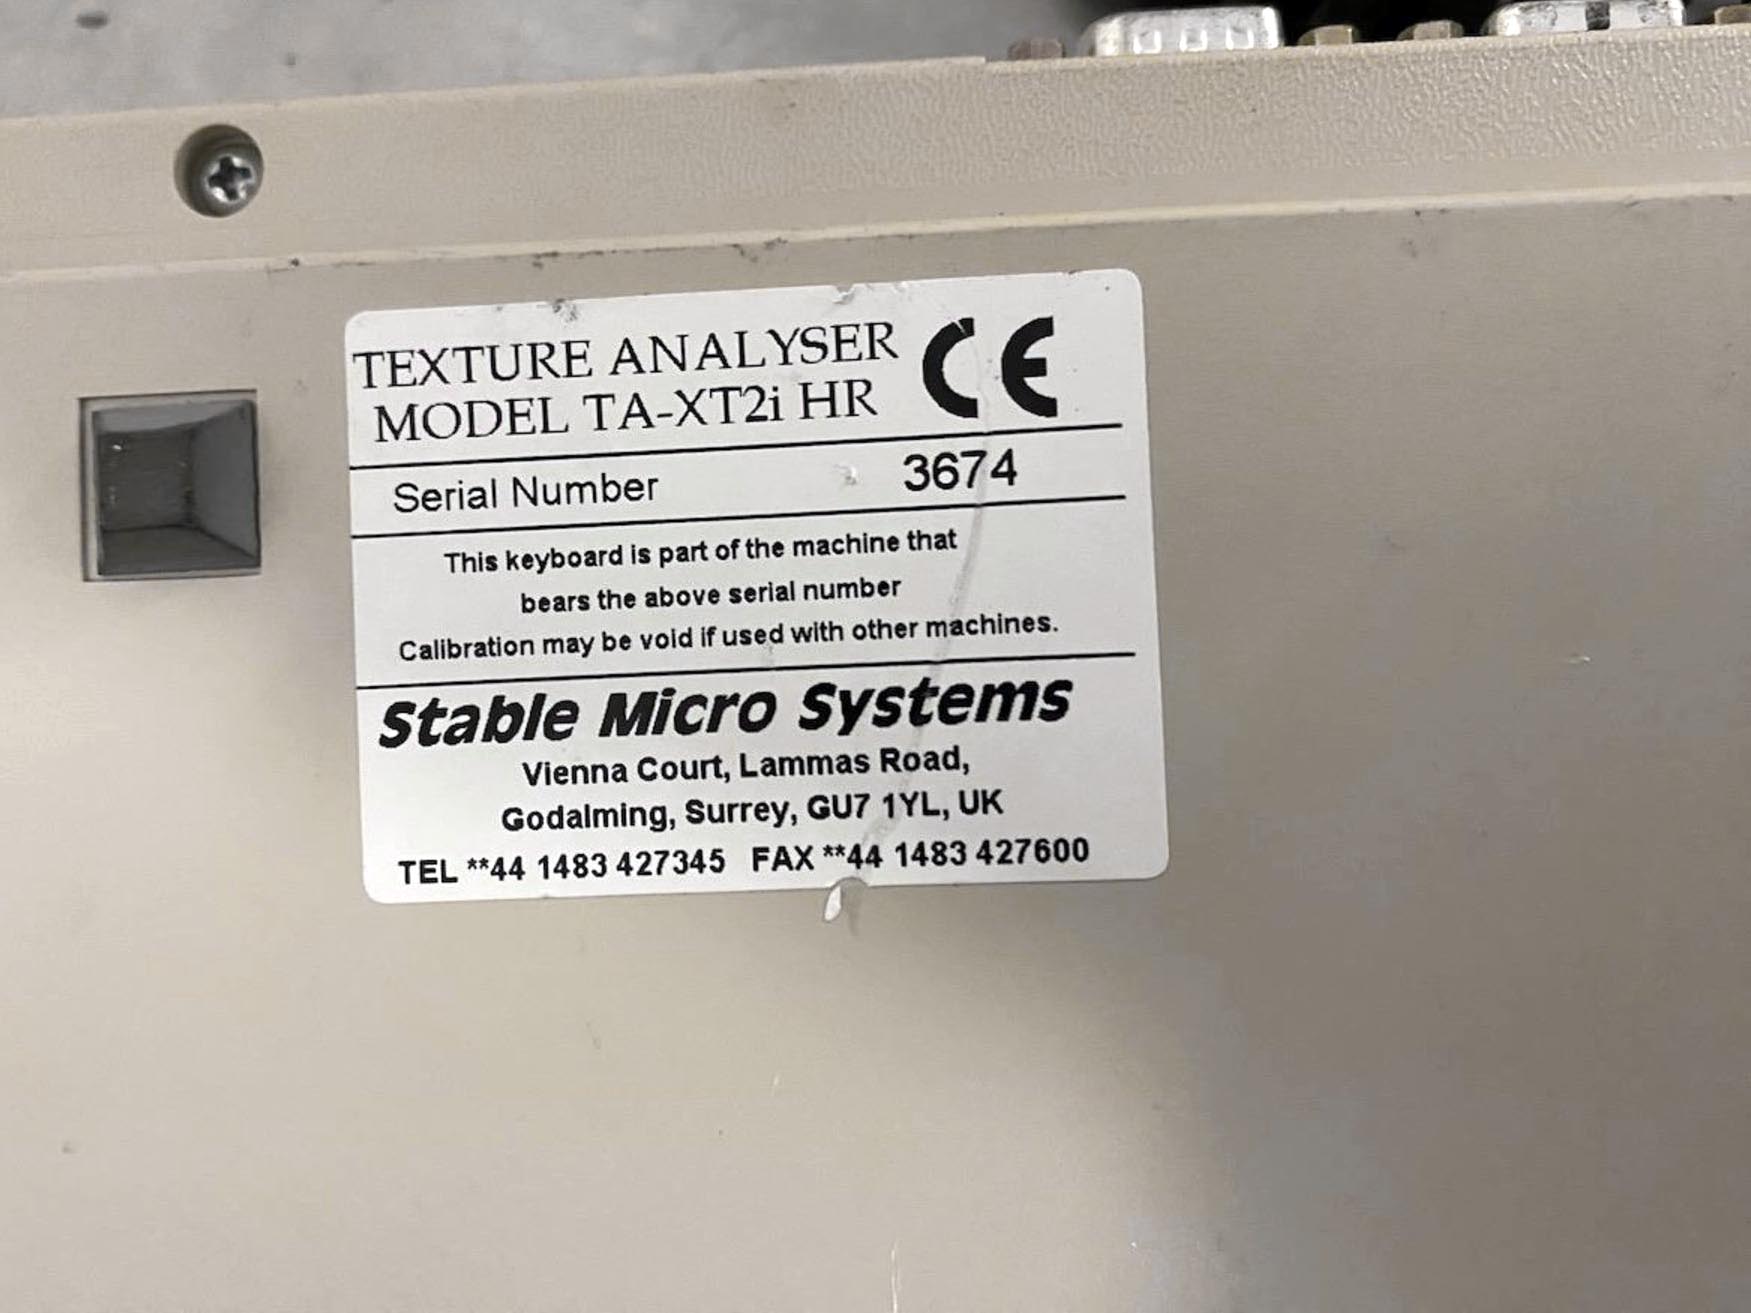 TEXTURE ANALYSER
MODEL TA-XT2i HR
CE
Serial Number 3674
This keyboard is part of the machine that
bears the above serial number
Calibration may be void if used with other machines.
Stable Micro Systems
Vienna Court, Lammas Road,
Godalming, Surrey, GU7 1YL, UK
TEL **44 1483 427345 FAX **44 1483 427600